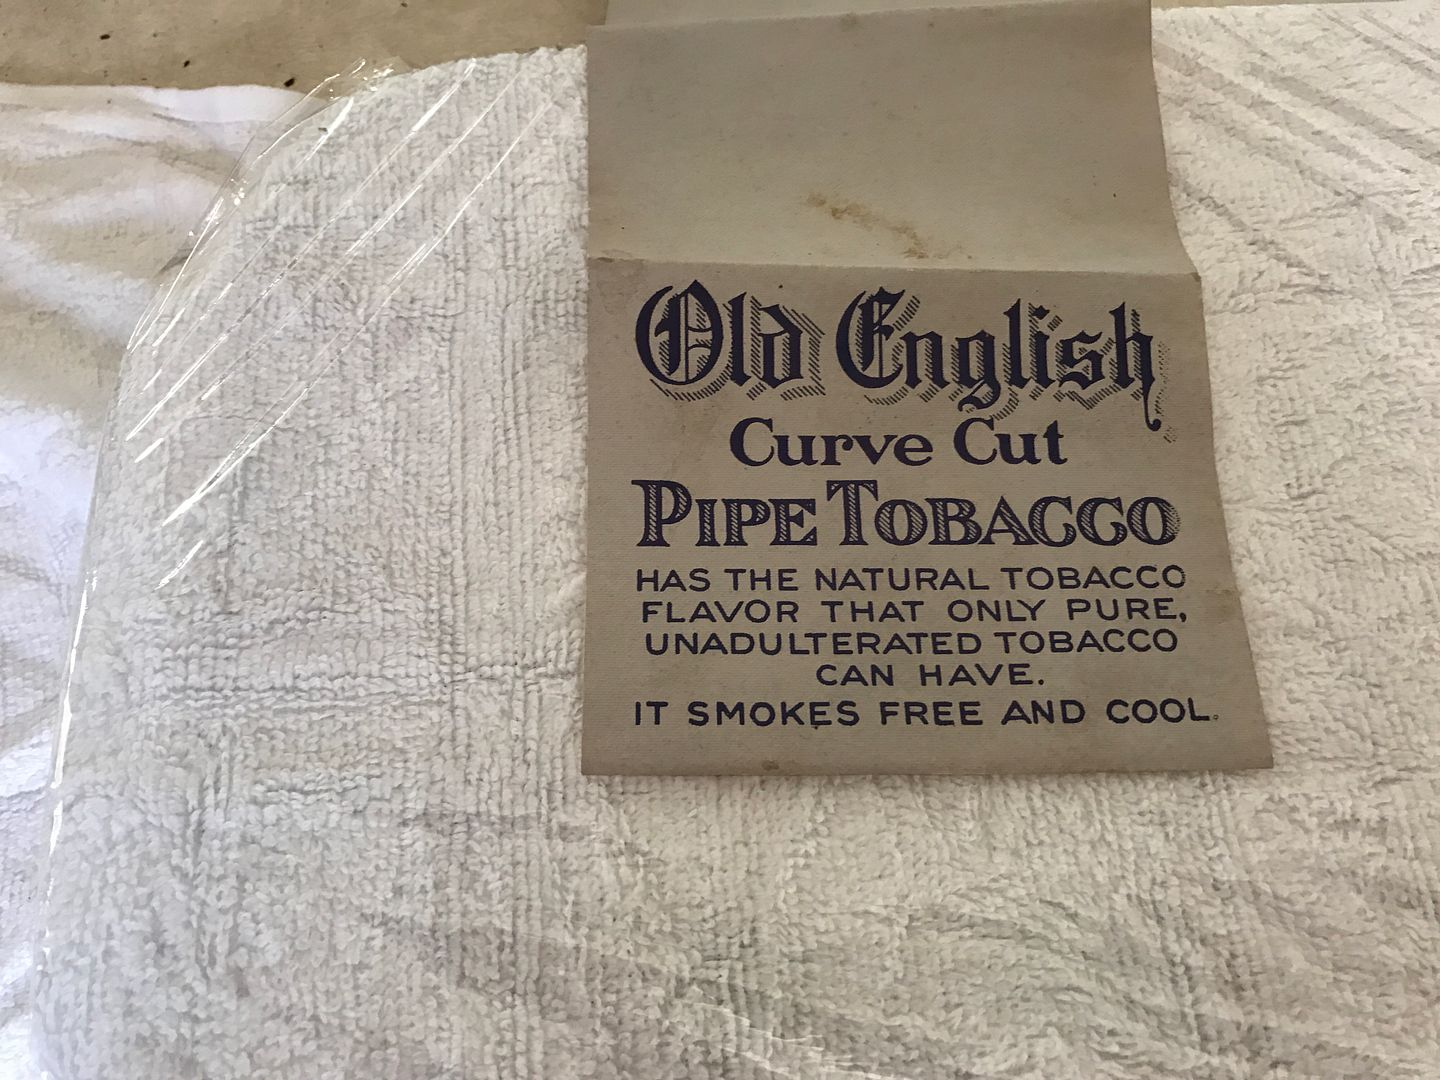 Old English
Curve Cut
PIPE TOBACCO
HAS THE NATURAL TOBACCO
FLAVOR THAT ONLY PURE,
UNADULTERATED TOBACCO
CAN HAVE.
IT SMOKES FREE AND COOL.